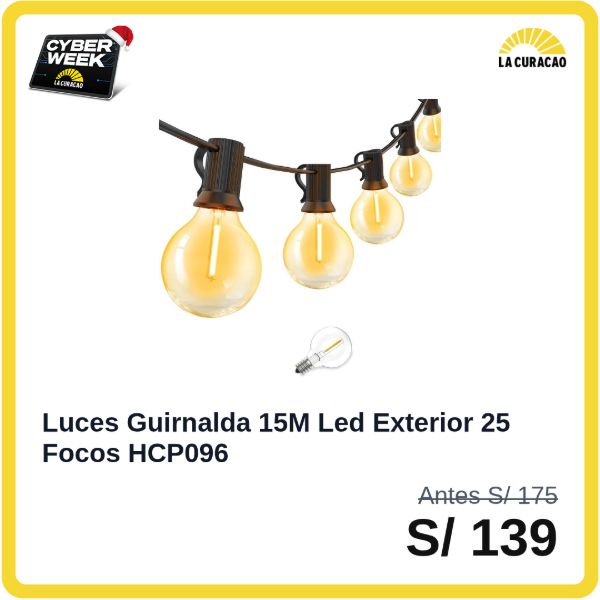 CYBER
WEEK
LA CURACAO
LA CURACAO
Luces Guirnalda 15M Led Exterior 25
Focos HCP096
Antes S/ 175
S/ 139